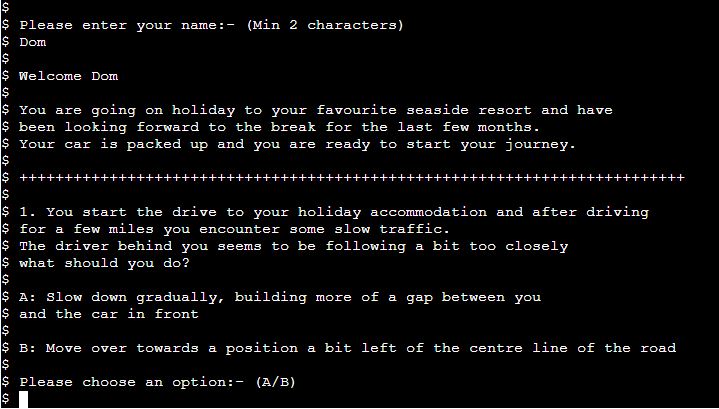 $
$ Please enter your name:- (Min 2 characters)
$ Dom
$
$ Welcome Dom
$
$ You are going on holiday to your favourite seaside resort and have
$ been looking forward to the break for the last few months.
$ Your car is packed up and you are ready to start your journey.
$
$ ++++++++++++++++++++++++++++++++++++++++++++++++++++++++++++++++++++++++++
$
$ 1. You start the drive to your holiday accommodation and after driving
$ for a few miles you encounter some slow traffic.
$ The driver behind you seems to be following a bit too closely
$ what should you do?
$
$ A: Slow down gradually, building more of a gap between you
$ and the car in front
$
$ B: Move over towards a position a bit left of the centre line of the road
$
$ Please choose an option:- (A/B)
$